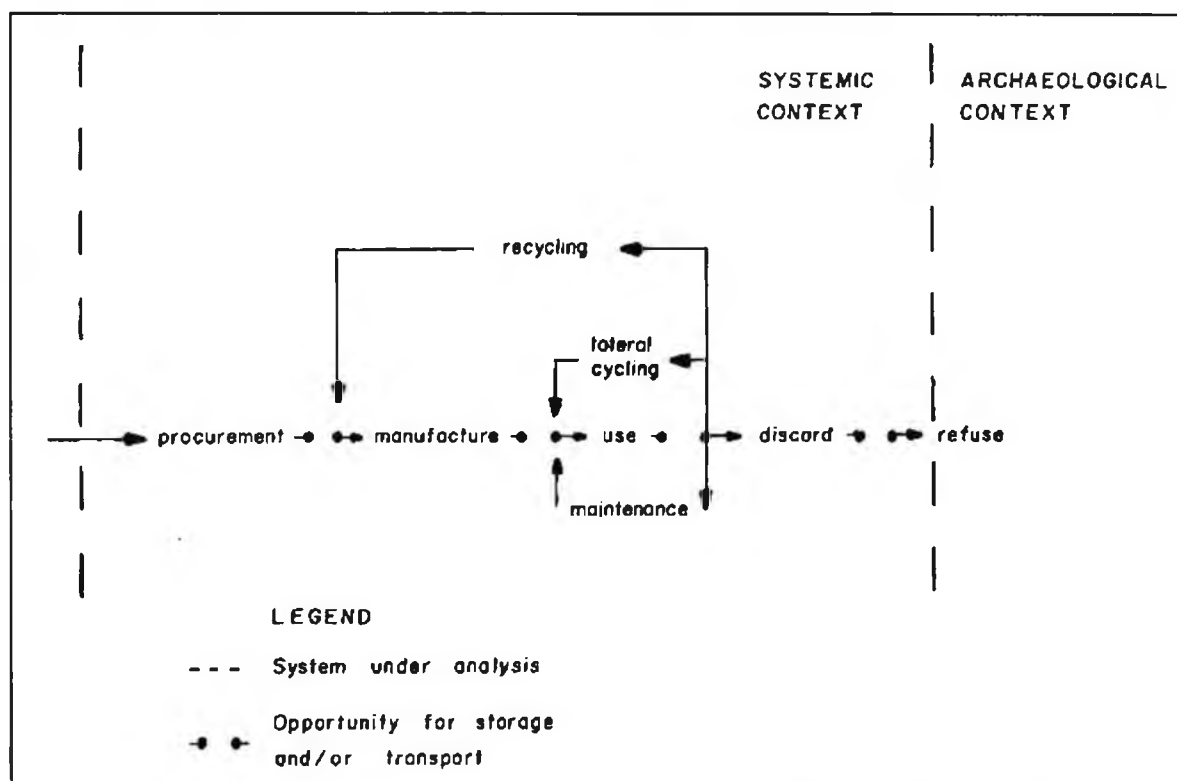 SYSTEMIC
CONTEXT
ARCHAEOLOGICAL
CONTEXT
recycling
lateral
cycling
procurement
manufacture
use
discard
refuse
maintenance
LEGEND
System under analysis
Opportunity for storage
and/or transport